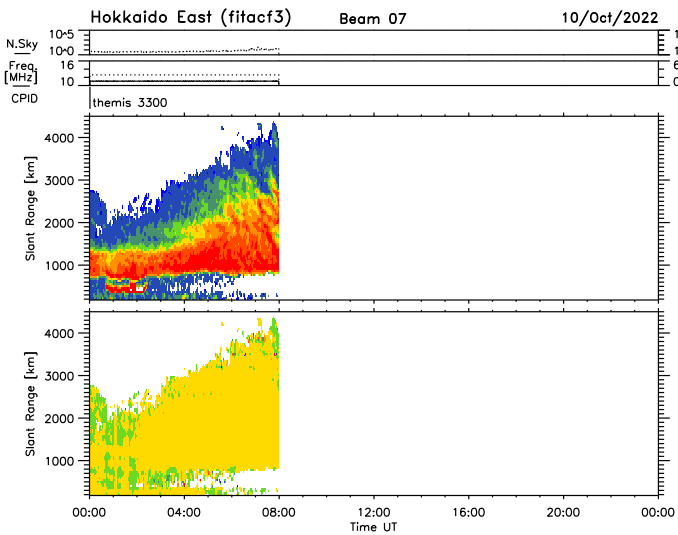 Hokkaido East (fitacf3) Beam 07 10/Oct/2022
N.Sky 10^5 10^0 1 1
Freq. [MHz] 16 10 6 0
CPID themis 3300
Slant Range [km] 4000 3000 2000 1000
Slant Range [km] 4000 3000 2000 1000
00:00 04:00 08:00 12:00 16:00 20:00 00:00
Time UT